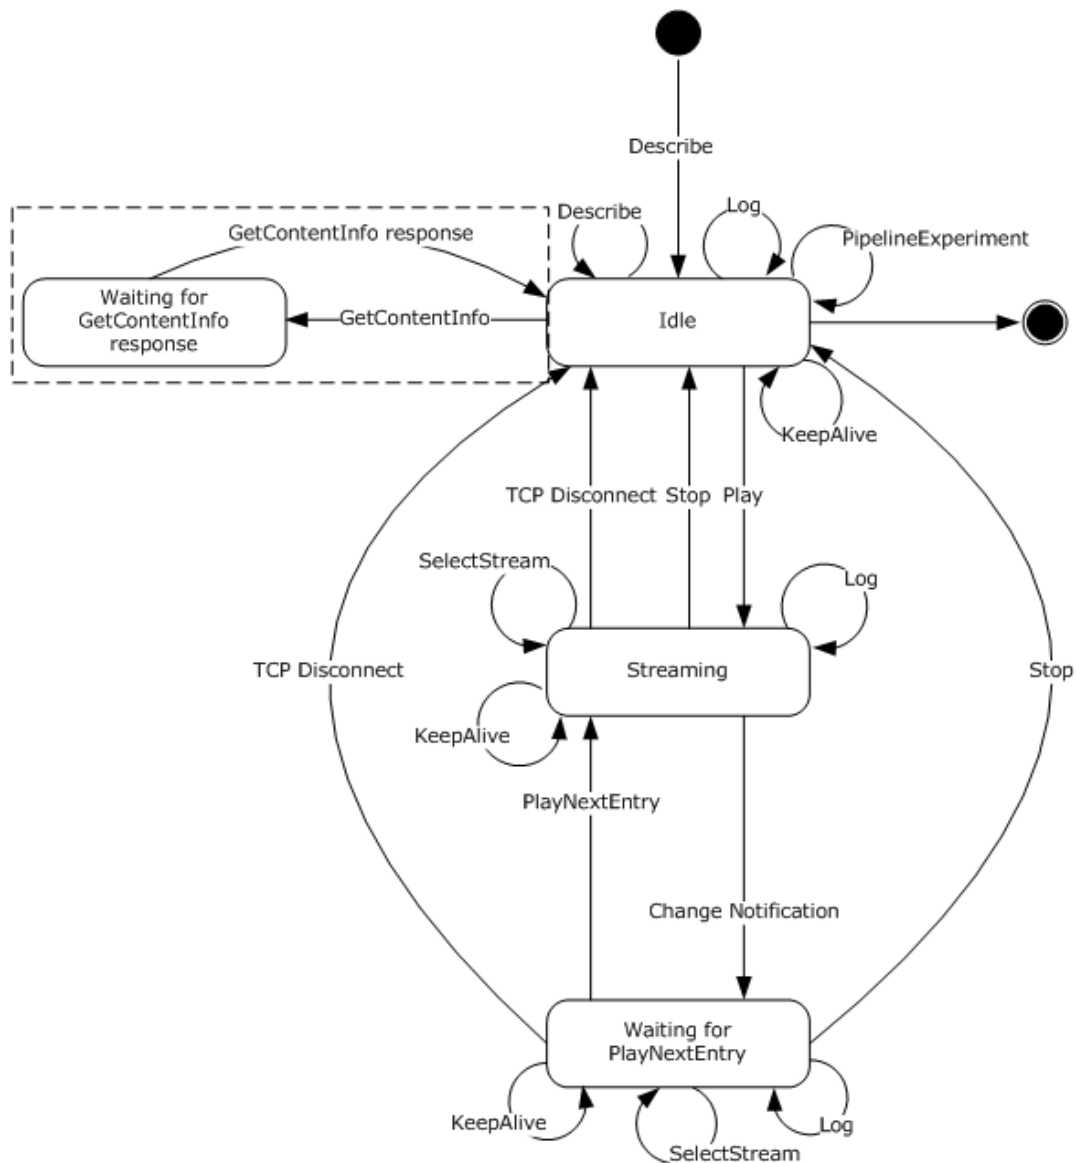 Describe
Describe
Log
GetContentInfo response
PipelineExperiment
Waiting for
GetContentInfo
response
GetContentInfo
Idle
KeepAlive
TCP Disconnect
Stop
Play
SelectStream
Log
TCP Disconnect
Streaming
Stop
KeepAlive
PlayNextEntry
Change Notification
Waiting for
PlayNextEntry
KeepAlive
Log
SelectStream